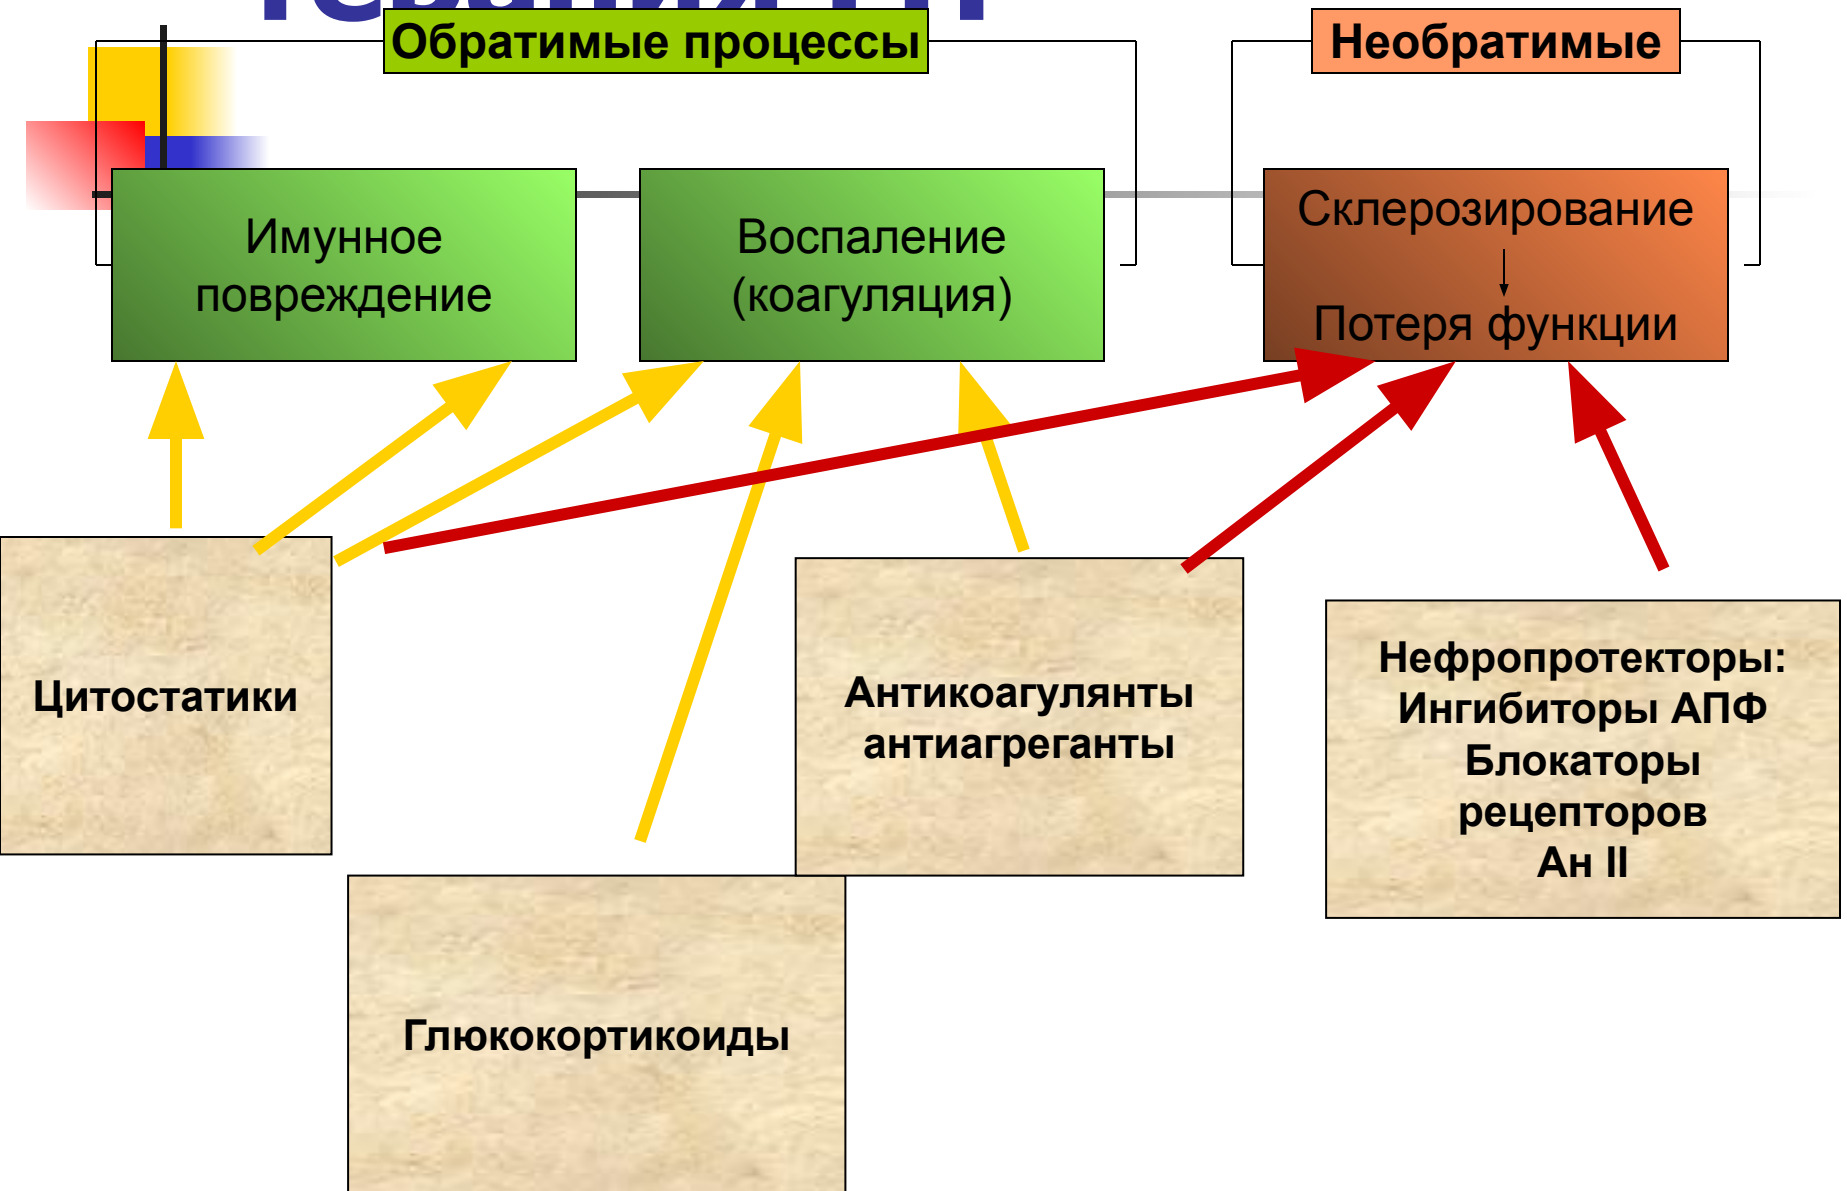 Обратимые процессы
Необратимые
Имунное
повреждение
Воспаление
(коагуляция)
Склерозирование
Потеря функции
Цитостатики
Антикоагулянты
антиагреганты
Нефропротекторы:
Ингибиторы АПФ
Блокаторы
рецепторов
Ан II
Глюкокортикоиды